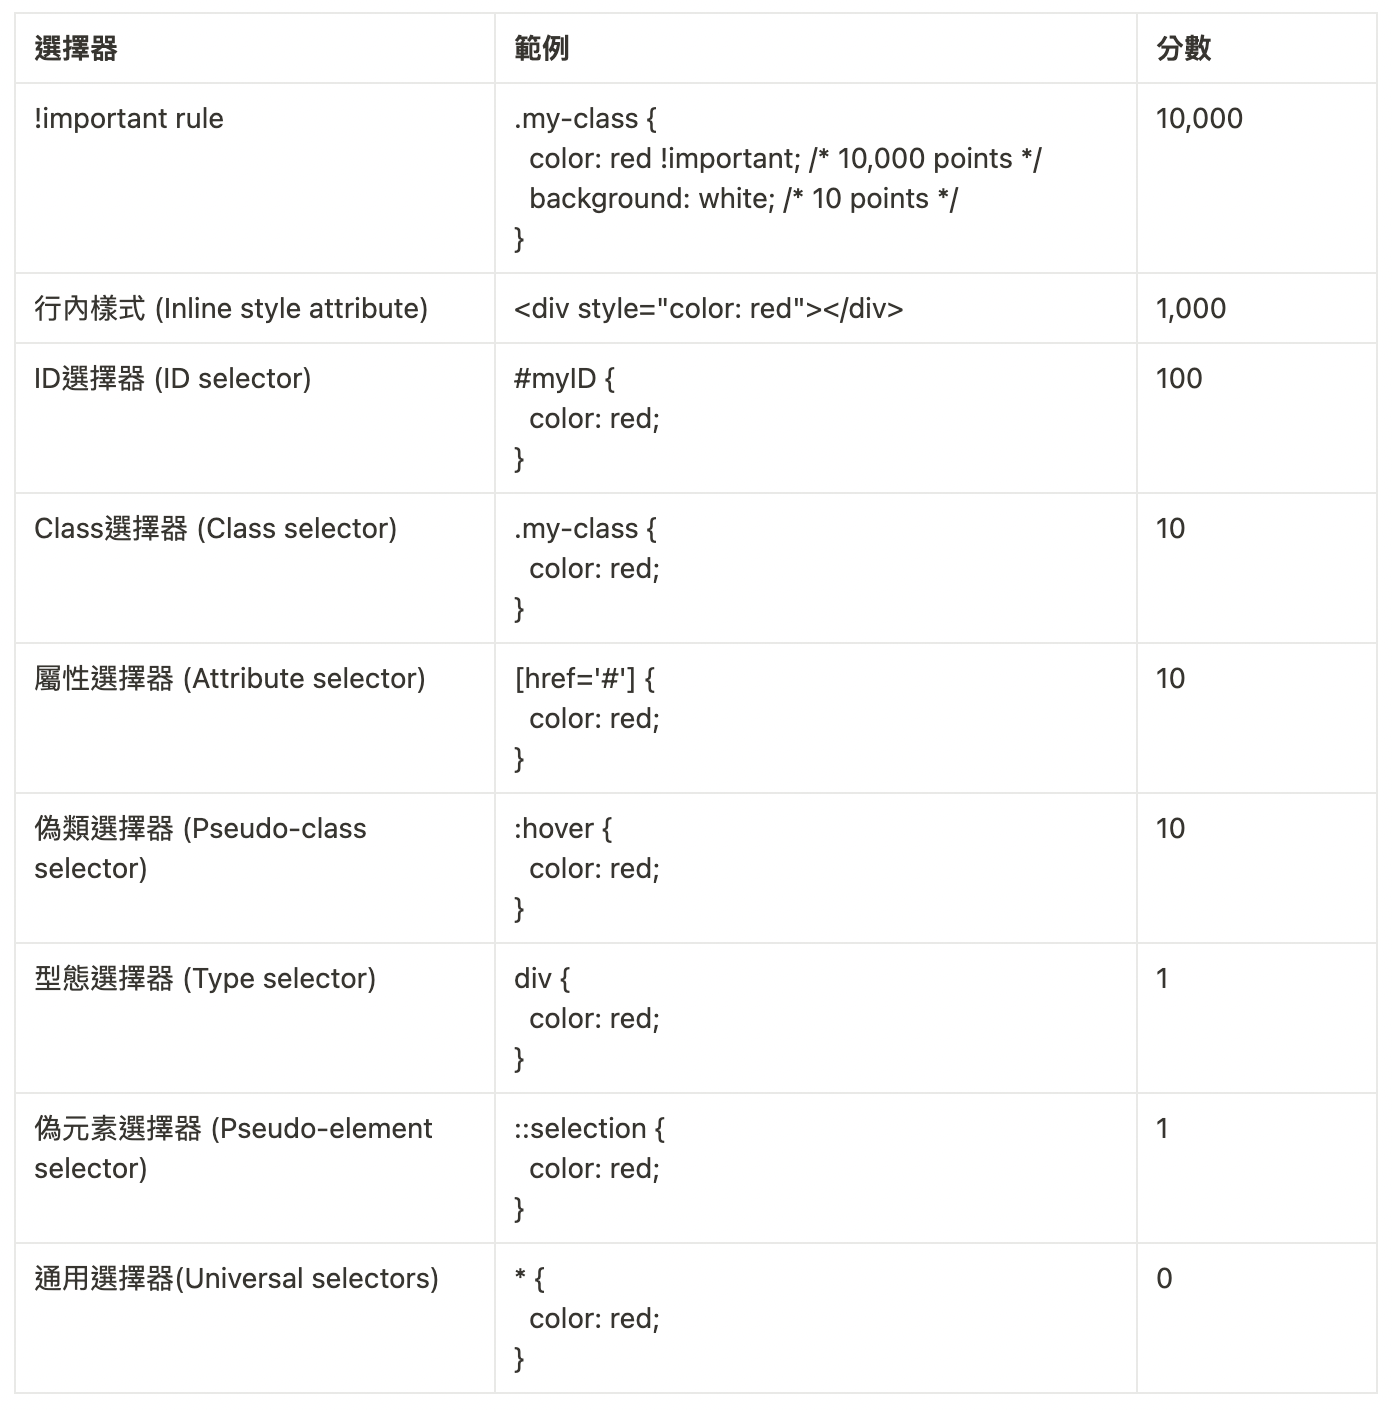 選擇器
範例
分數
!important rule
.my-class {
color: red !important; /* 10,000 points */
background: white; /* 10 points */
}
10,000
行內樣式 (Inline style attribute)
<div style="color: red"></div>
1,000
ID選擇器 (ID selector)
#myID {
color: red;
}
100
Class選擇器 (Class selector)
.my-class {
color: red;
}
10
屬性選擇器 (Attribute selector)
[href='#'] {
color: red;
}
10
偽類選擇器 (Pseudo-class
selector)
:hover {
color: red;
}
10
型態選擇器 (Type selector)
div {
color: red;
}
1
偽元素選擇器 (Pseudo-element
selector)
::selection {
color: red;
}
1
通用選擇器(Universal selectors)
* {
color: red;
}
0